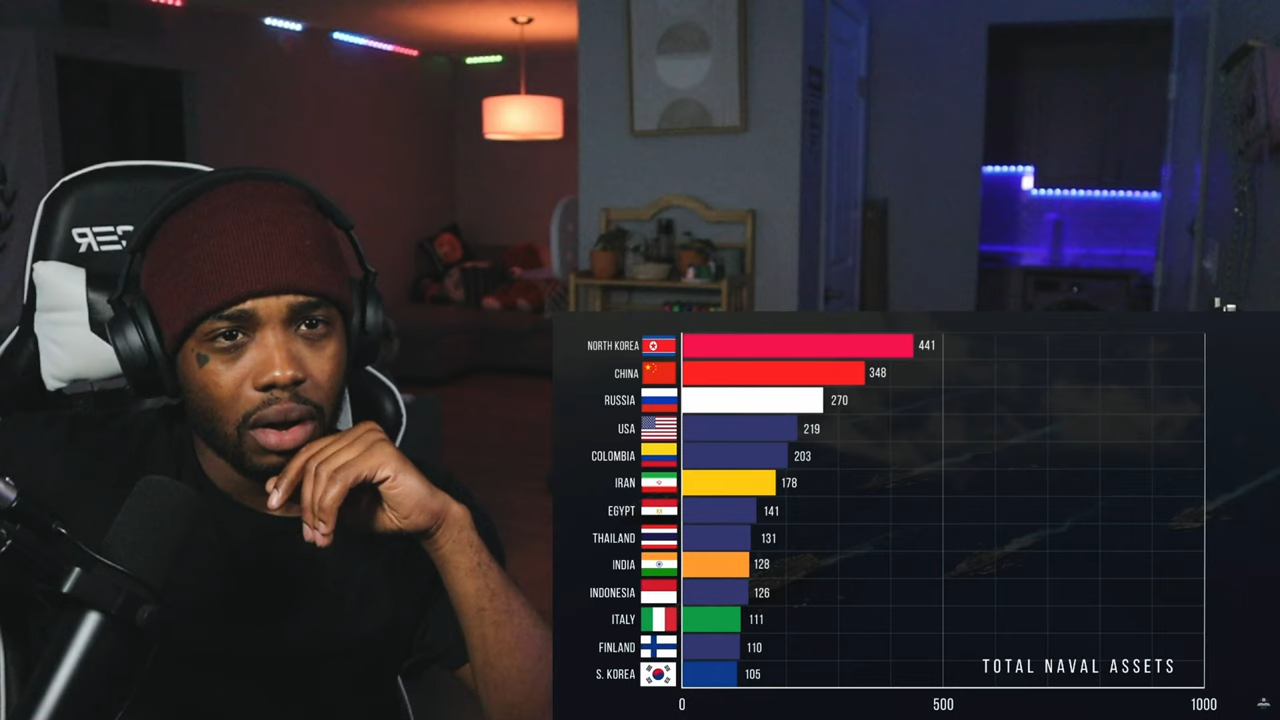 NORTH KOREA 441
CHINA 348
RUSSIA 270
USA 219
COLOMBIA 203
IRAN 178
EGYPT 141
THAILAND 131
INDIA 128
INDONESIA 126
ITALY 111
FINLAND 110
S. KOREA 105
TOTAL NAVAL ASSETS
0 500 1000